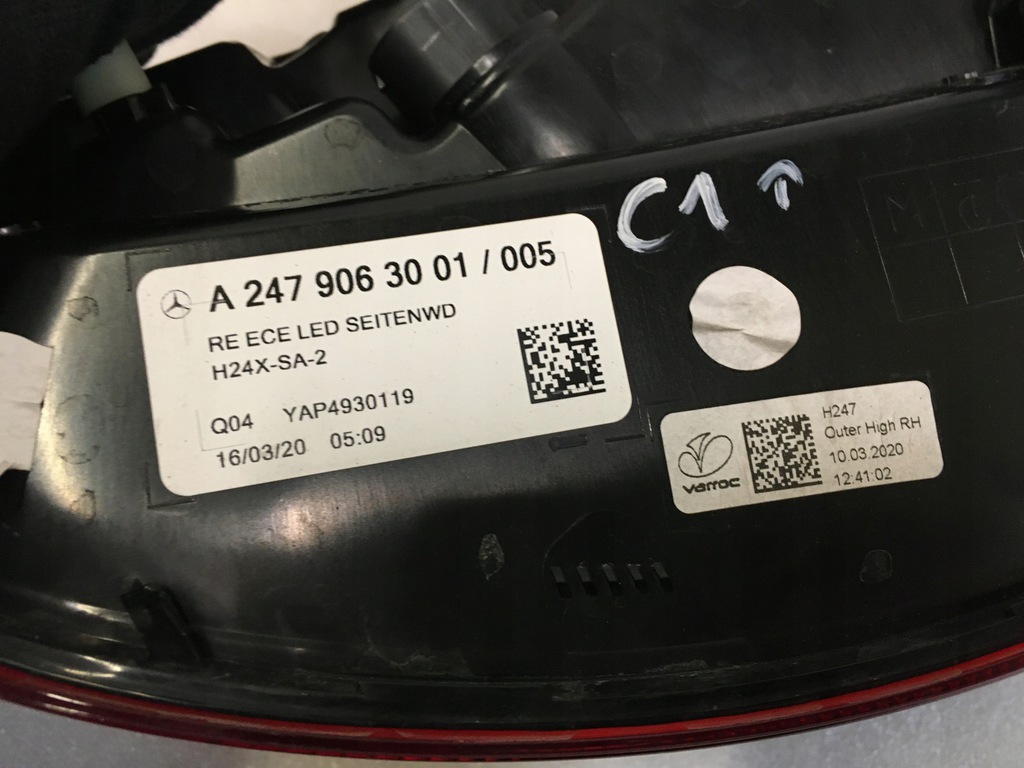 C1↑
A 247 906 30 01 / 005
RE ECE LED SEITENWD
H24X-SA-2
Q04 YAP4930119
16/03/20 05:09
H247
Outer High RH
10.03.2020
12:41:02
varroc